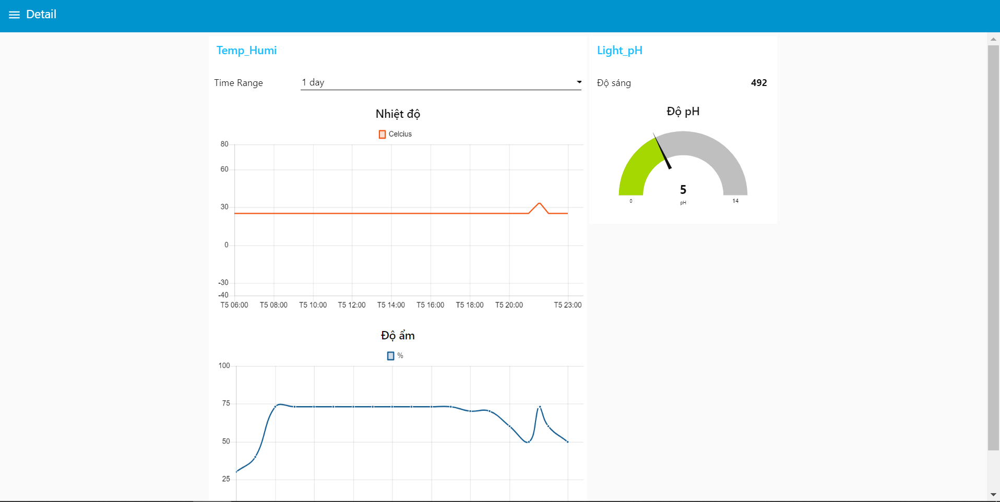 Detail
Temp_Humi
Time Range
1 day
Nhiệt độ
Celcius
80
60
30
0
-30
-40
T5 06:00 T5 08:00 T5 10:00 T5 12:00 T5 14:00 T5 16:00 T5 18:00 T5 20:00 T5 23:00
Độ ẩm
%
100
75
50
25
Light_pH
Độ sáng 492
Độ pH
5
0 pH 14